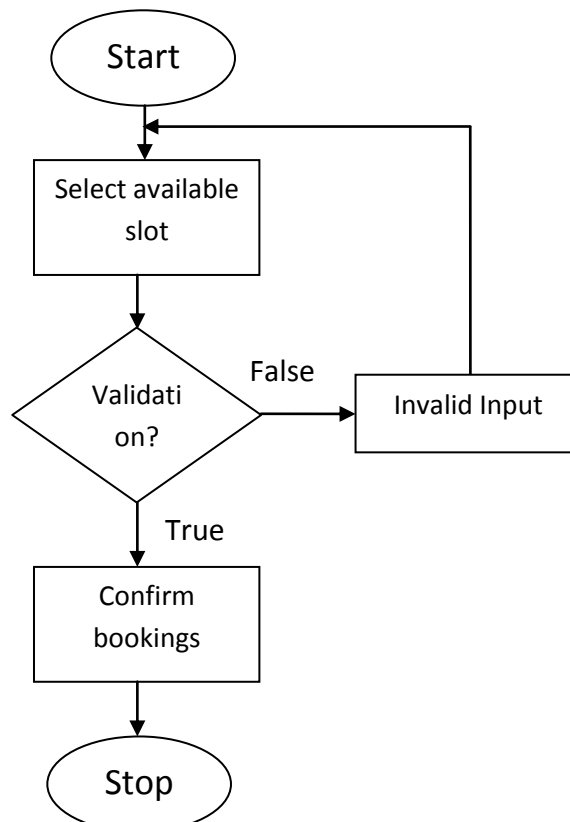 Start
Select available
slot
False
Validati
on?
Invalid Input
True
Confirm
bookings
Stop